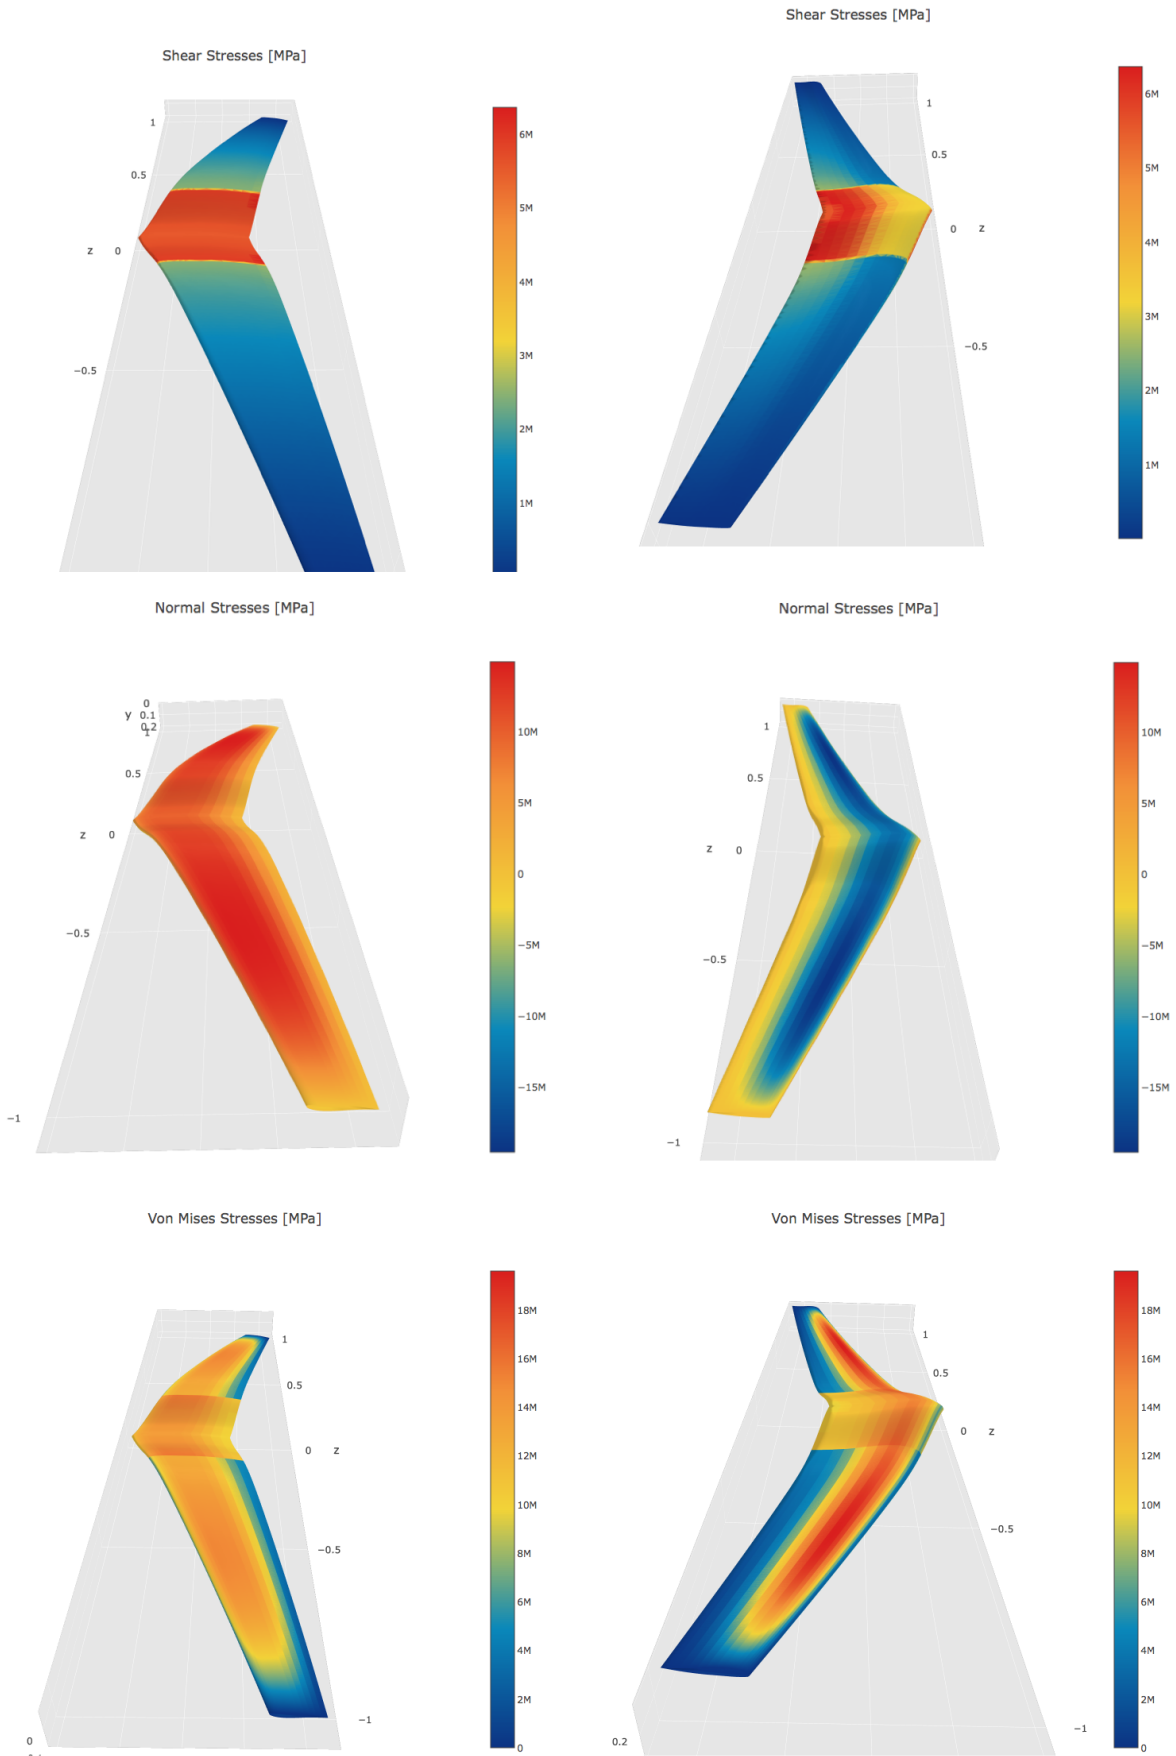 Shear Stresses [MPa]
1
0.5
z 0
−0.5
6M
5M
4M
3M
2M
1M
Shear Stresses [MPa]
1
0.5
0 z
−0.5
6M
5M
4M
3M
2M
1M
Normal Stresses [MPa]
0
y 0.1
0.2
1
0.5
z 0
−0.5
−1
10M
5M
0
−5M
−10M
−15M
Normal Stresses [MPa]
1
0.5
z 0
−0.5
−1
10M
5M
0
−5M
−10M
−15M
Von Mises Stresses [MPa]
1
0.5
0 z
−0.5
−1
0
18M
16M
14M
12M
10M
8M
6M
4M
2M
0
Von Mises Stresses [MPa]
1
0.5
0 z
−0.5
−1
0.2
18M
16M
14M
12M
10M
8M
6M
4M
2M
0